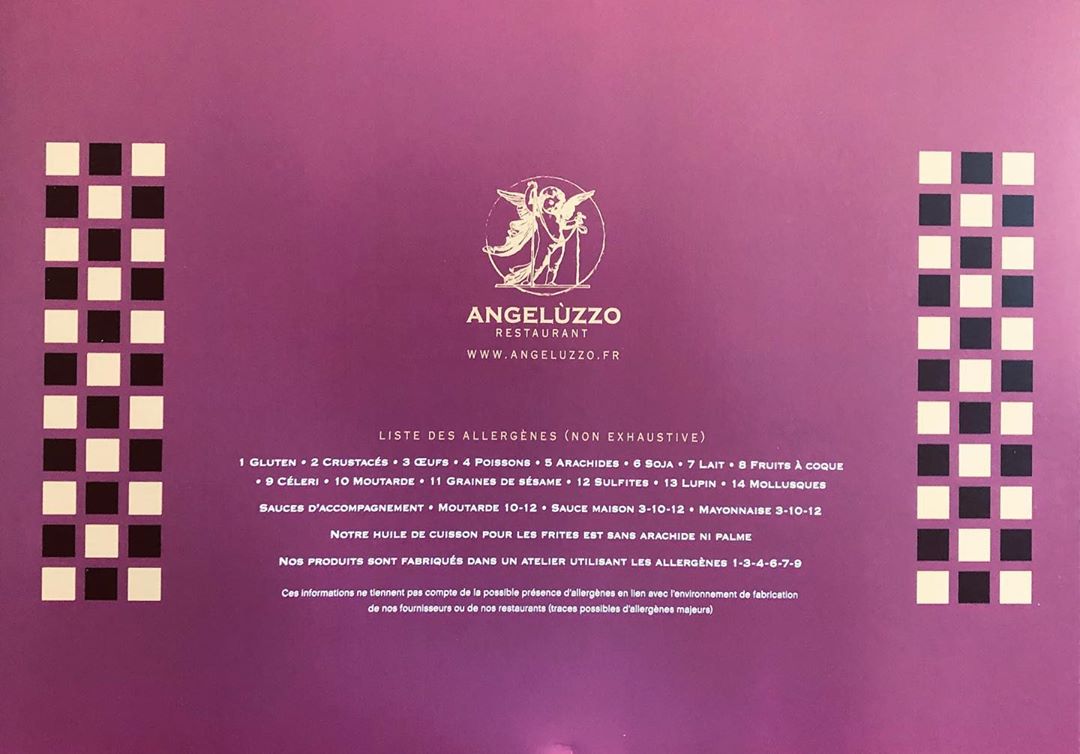 ANGELÙZZO
RESTAURANT
WWW.ANGELUZZO.FR
LISTE DES ALLERGÈNES (NON EXHAUSTIVE)
1 GLUTEN • 2 CRUSTACÉS • 3 ŒUFS • 4 POISSONS • 5 ARACHIDES • 6 SOJA • 7 LAIT • 8 FRUITS À COQUE
• 9 CÉLERI • 10 MOUTARDE • 11 GRAINES DE SÉSAME • 12 SULFITES • 13 LUPIN • 14 MOLLUSQUES
SAUCES D'ACCOMPAGNEMENT • MOUTARDE 10-12 • SAUCE MAISON 3-10-12 • MAYONNAISE 3-10-12
NOTRE HUILE DE CUISSON POUR LES FRITES EST SANS ARACHIDE NI PALME
NOS PRODUITS SONT FABRIQUÉS DANS UN ATELIER UTILISANT LES ALLERGÈNES 1-3-4-6-7-9
Ces informations ne tiennent pas compte de la possible présence d'allergènes en lien avec l'environnement de fabrication
de nos fournisseurs ou de nos restaurants (traces possibles d'allergènes majeurs)